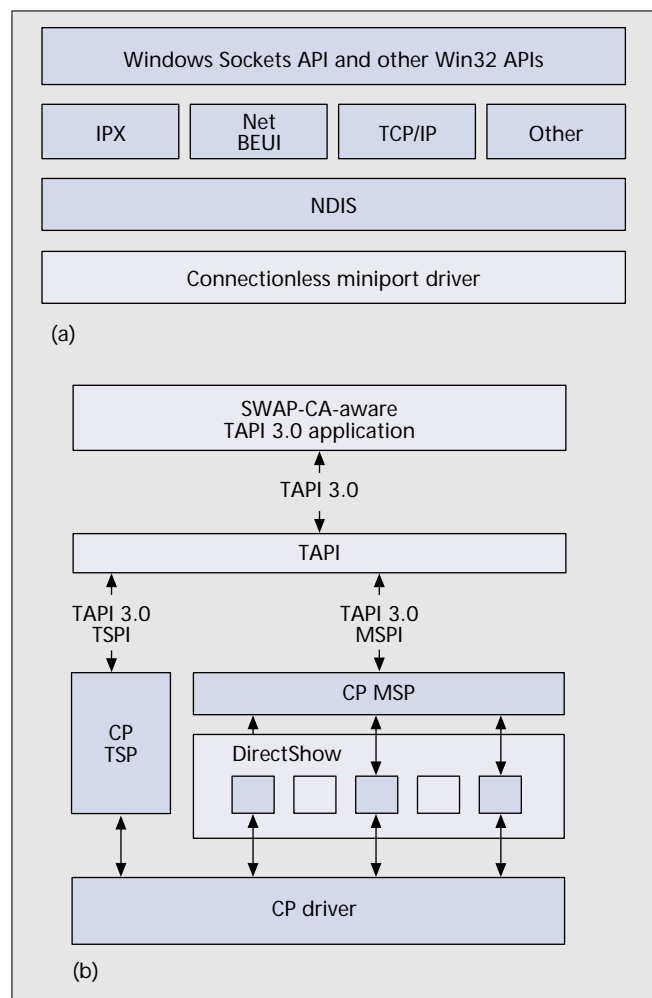 Windows Sockets API and other Win32 APIs
IPX
Net
BEUI
TCP/IP
Other
NDIS
Connectionless miniport driver
(a)
SWAP-CA-aware
TAPI 3.0 application
TAPI 3.0
TAPI
TAPI 3.0
TSPI
TAPI 3.0
MSPI
CP
TSP
CP MSP
DirectShow
CP driver
(b)